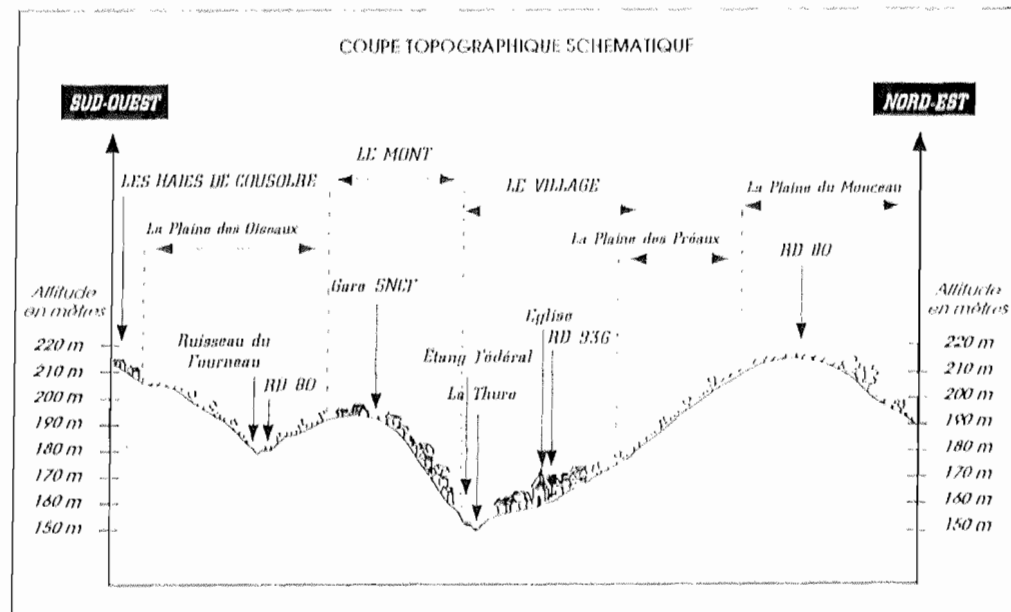 COUPE TOPOGRAPHIQUE SCHEMATIQUE
SUD-OUEST
NORD-EST
LE MONT
LES HAIES DE COUSOLRE
LE VILLAGE
La Plaine du Monceau
La Plaine des Oiseaux
La Plaine des Préaux
RD 80
Gare SNCF
Altitude
en mètres
Altitude
en mètres
Eglise
RD 936
Ruisseau du
Fourneau
RD 80
Etang Fédéral
La Thure
220 m
210 m
200 m
190 m
180 m
170 m
160 m
150 m
220 m
210 m
200 m
190 m
180 m
170 m
160 m
150 m